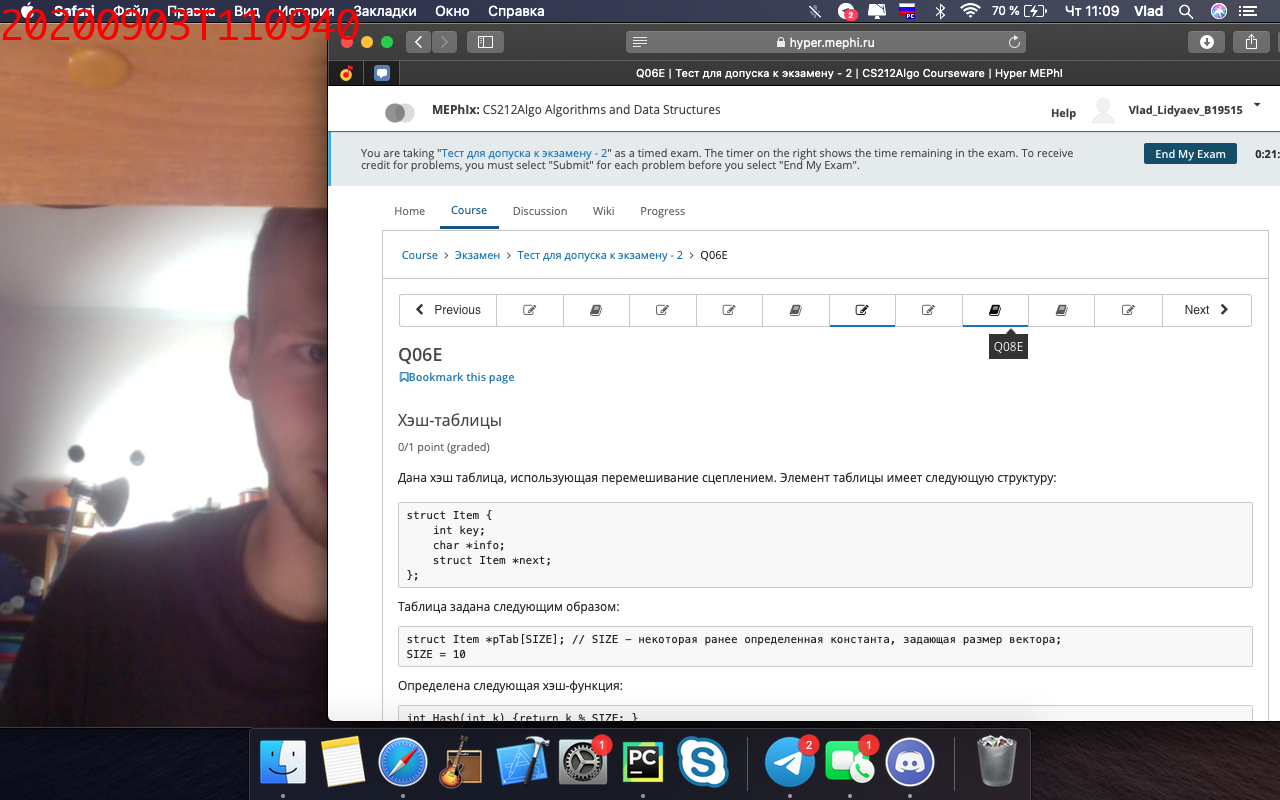 Safari Файл Правка Вид История Закладки Окно Справка 2 РС 70 % Чт 11:09 Vlad
20200903T110940
hyper.mephi.ru
Q06E | Тест для допуска к экзамену - 2 | CS212Algo Courseware | Hyper MEPhI
MEPhIx: CS212Algo Algorithms and Data Structures
Help Vlad_Lidyaev_B19515
You are taking "Тест для допуска к экзамену - 2" as a timed exam. The timer on the right shows the time remaining in the exam. To receive
credit for problems, you must select "Submit" for each problem before you select "End My Exam".
End My Exam 0:21:
Home Course Discussion Wiki Progress
Course > Экзамен > Тест для допуска к экзамену - 2 > Q06E
Previous Next
Q08E
Q06E
Bookmark this page
Хэш-таблицы
0/1 point (graded)
Дана хэш таблица, использующая перемешивание сцеплением. Элемент таблицы имеет следующую структуру:
struct Item {
int key;
char *info;
struct Item *next;
};
Таблица задана следующим образом:
struct Item *pTab[SIZE]; // SIZE – некоторая ранее определенная константа, задающая размер вектора;
SIZE = 10
Определена следующая хэш-функция:
int Hash(int k) {return k % SIZE; }
1 PC 2 1